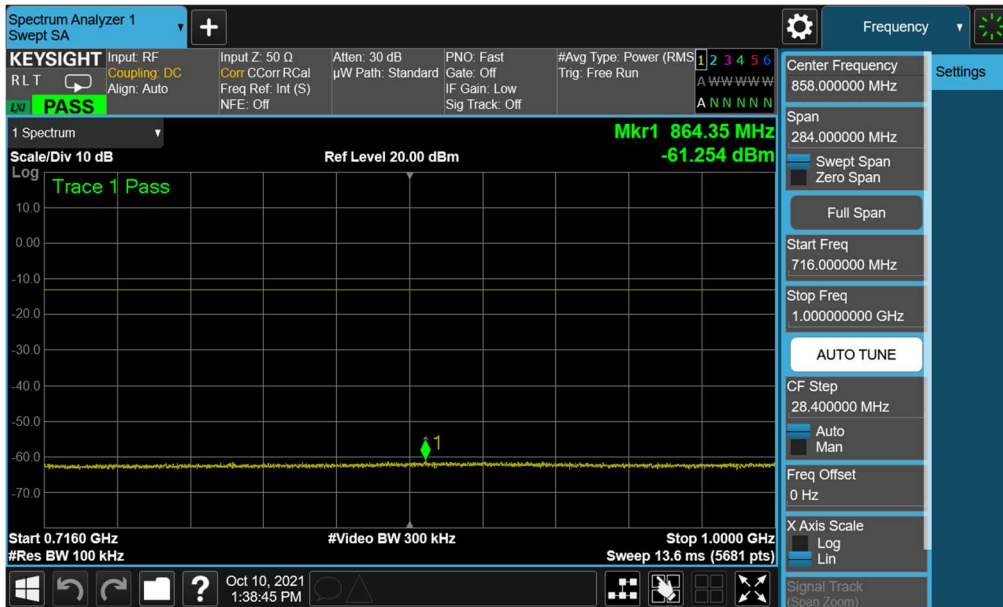 Spectrum Analyzer 1
Swept SA
+
Frequency
KEYSIGHT
R L T
LXI PASS
Input: RF
Coupling: DC
Align: Auto
Input Z: 50 Ω
Corr CCorr RCal
Freq Ref: Int (S)
NFE: Off
Atten: 30 dB
µW Path: Standard
PNO: Fast
Gate: Off
IF Gain: Low
Sig Track: Off
#Avg Type: Power (RMS
Trig: Free Run
1 2 3 4 5 6
A W W W W W
A N N N N N
1 Spectrum
Scale/Div 10 dB
Ref Level 20.00 dBm
Mkr1 864.35 MHz
-61.254 dBm
Log
Trace 1 Pass
10.0
0.00
-10.0
-20.0
-30.0
-40.0
-50.0
-60.0
-70.0
1
Start 0.7160 GHz
#Res BW 100 kHz
#Video BW 300 kHz
Stop 1.0000 GHz
Sweep 13.6 ms (5681 pts)
Center Frequency
858.000000 MHz
Span
284.000000 MHz
Swept Span
Zero Span
Full Span
Start Freq
716.000000 MHz
Stop Freq
1.000000000 GHz
AUTO TUNE
CF Step
28.400000 MHz
Auto
Man
Freq Offset
0 Hz
X Axis Scale
Log
Lin
Signal Track
(Span Zoom)
Settings
?
Oct 10, 2021
1:38:45 PM